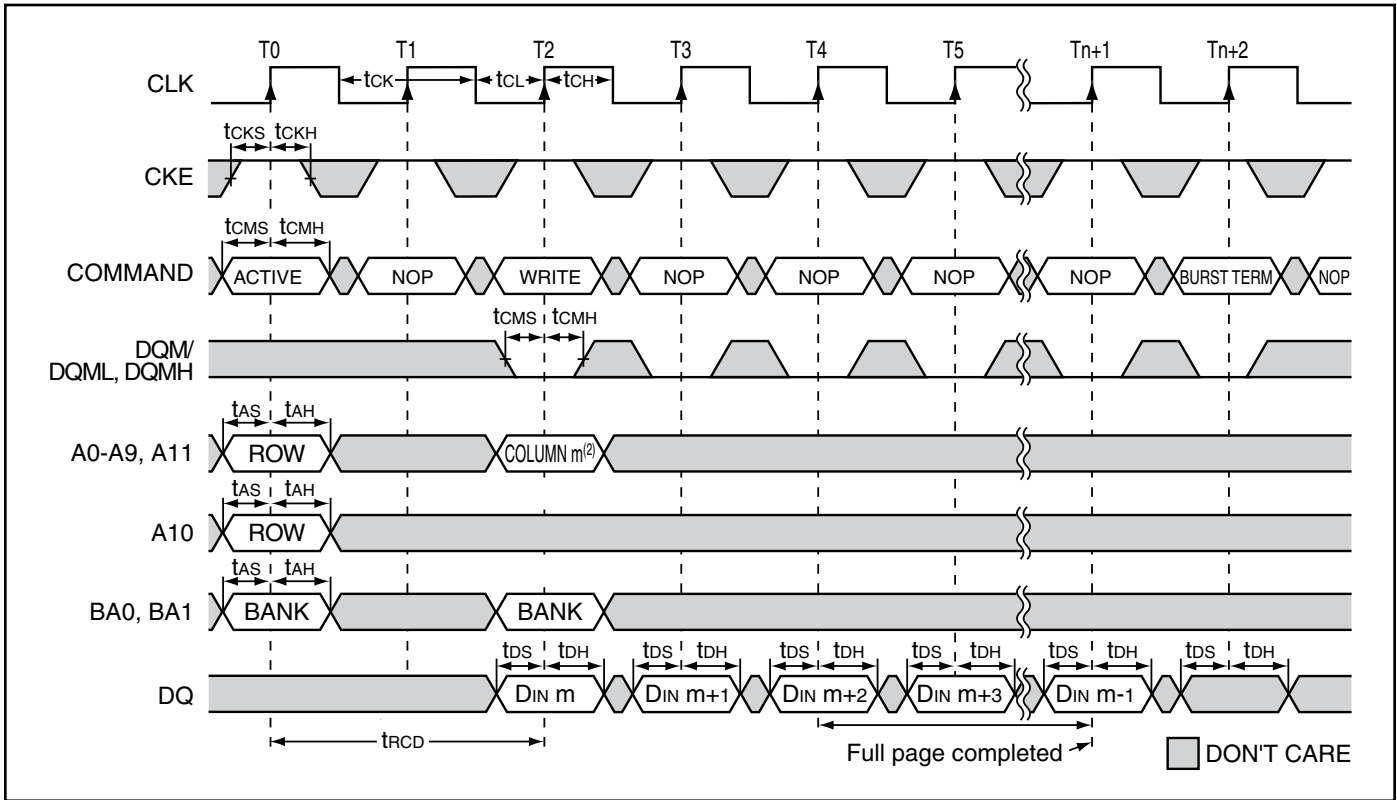 T0 T1 T2 T3 T4 T5 Tn+1 Tn+2
CLK tCK tCL tCH
tCKS tCKH
CKE
tCMS tCMH
COMMAND ACTIVE NOP WRITE NOP NOP NOP NOP BURST TERM NOP
tCMS tCMH
DQM/
DQML, DQMH
tAS tAH
A0-A9, A11 ROW COLUMN m(2)
tAS tAH
A10 ROW
tAS tAH
BA0, BA1 BANK BANK
tDS tDH tDS tDH tDS tDH tDS tDH tDS tDH tDS tDH
DQ DIN m DIN m+1 DIN m+2 DIN m+3 DIN m-1
tRCD
Full page completed
DON'T CARE